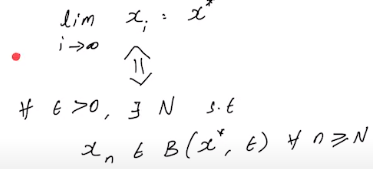 lim x_i = x*
i→∞
⇕
∀ ε >0, ∃ N s.t
x_n ∈ B(x*, ε) ∀ n ≥ N